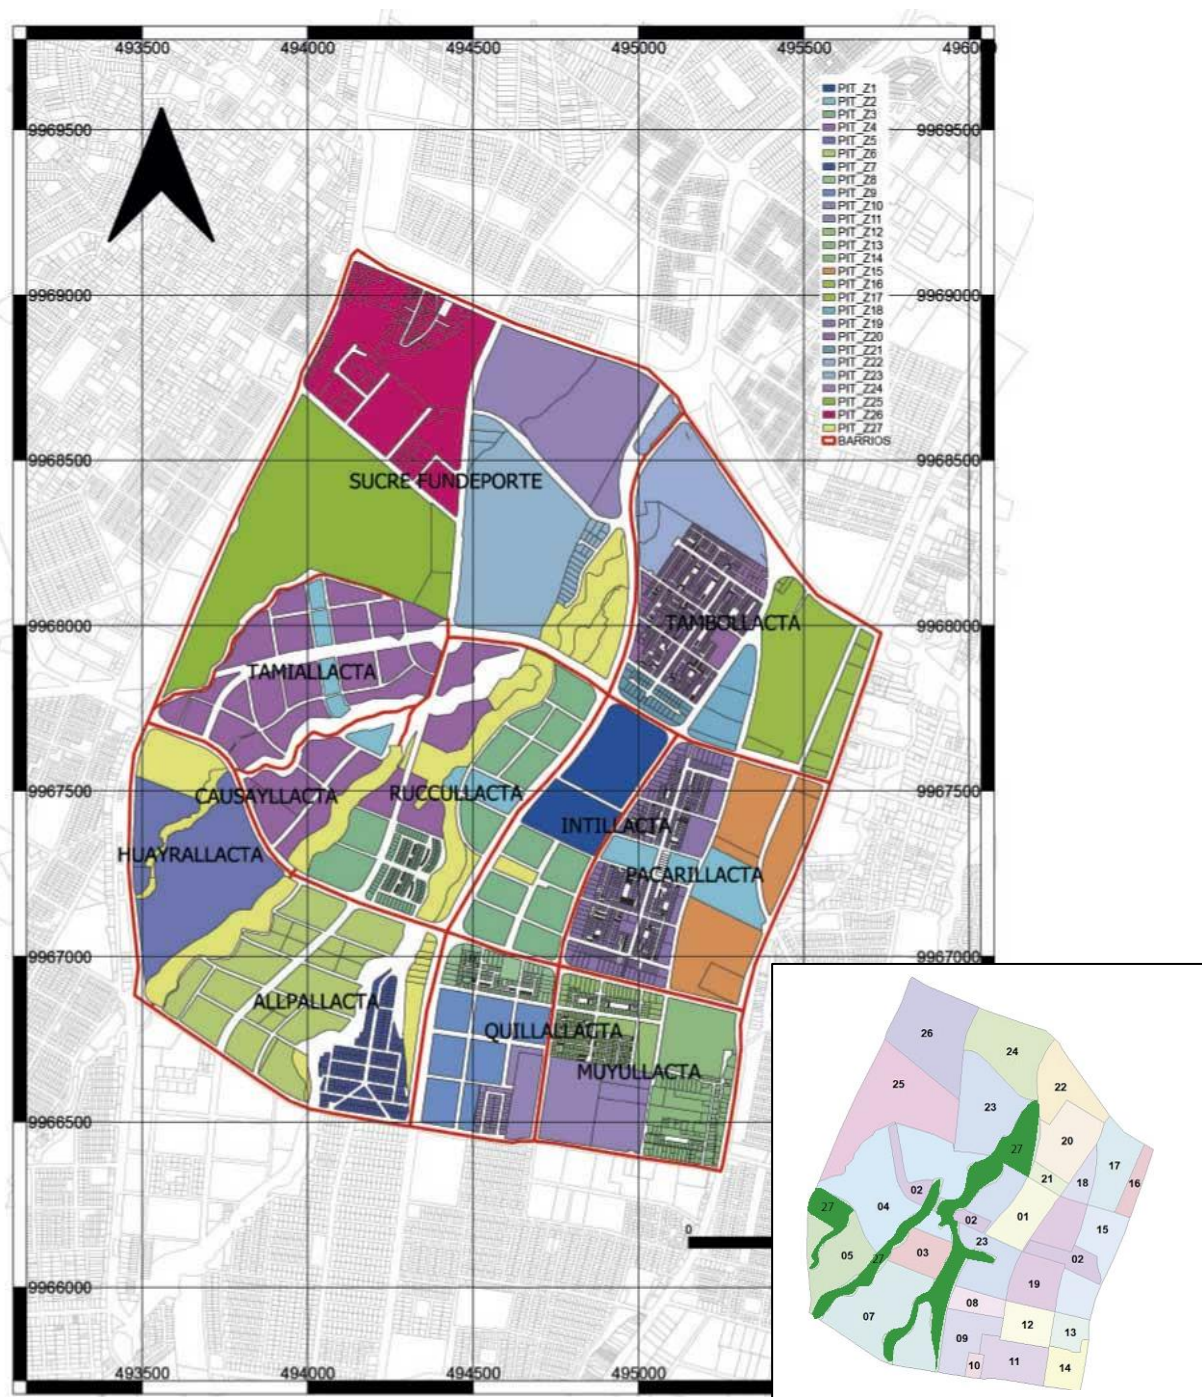 493500 494000 494500 495000 495500 4960
9969500 9969500
9969000 9969000
9968500 9968500
9968000 9968000
9967500 9967500
9967000 9967000
9966500
9966000
493500 494000 494500
PIT_Z1
PIT_Z2
PIT_Z3
PIT_Z4
PIT_Z5
PIT_Z6
PIT_Z7
PIT_Z8
PIT_Z9
PIT_Z10
PIT_Z11
PIT_Z12
PIT_Z13
PIT_Z14
PIT_Z15
PIT_Z16
PIT_Z17
PIT_Z18
PIT_Z19
PIT_Z20
PIT_Z21
PIT_Z22
PIT_Z23
PIT_Z24
PIT_Z25
PIT_Z26
PIT_Z27
BARRIOS
SUCRE FUNDEPORTE
TAMBOLLACTA
TAMIALLACTA
CAUSAYLLACTA
RUCCULLACTA
INTILLACTA
HUAYRALLACTA
PACARILLACTA
ALLPALLACTA
QUILLALLACTA
MUYULLACTA
0
26
24
25
22
23
20
27
17
21
18
16
02
27
04
01
02
15
23
05
27
03
02
19
07
08
12
13
09
10
11
14